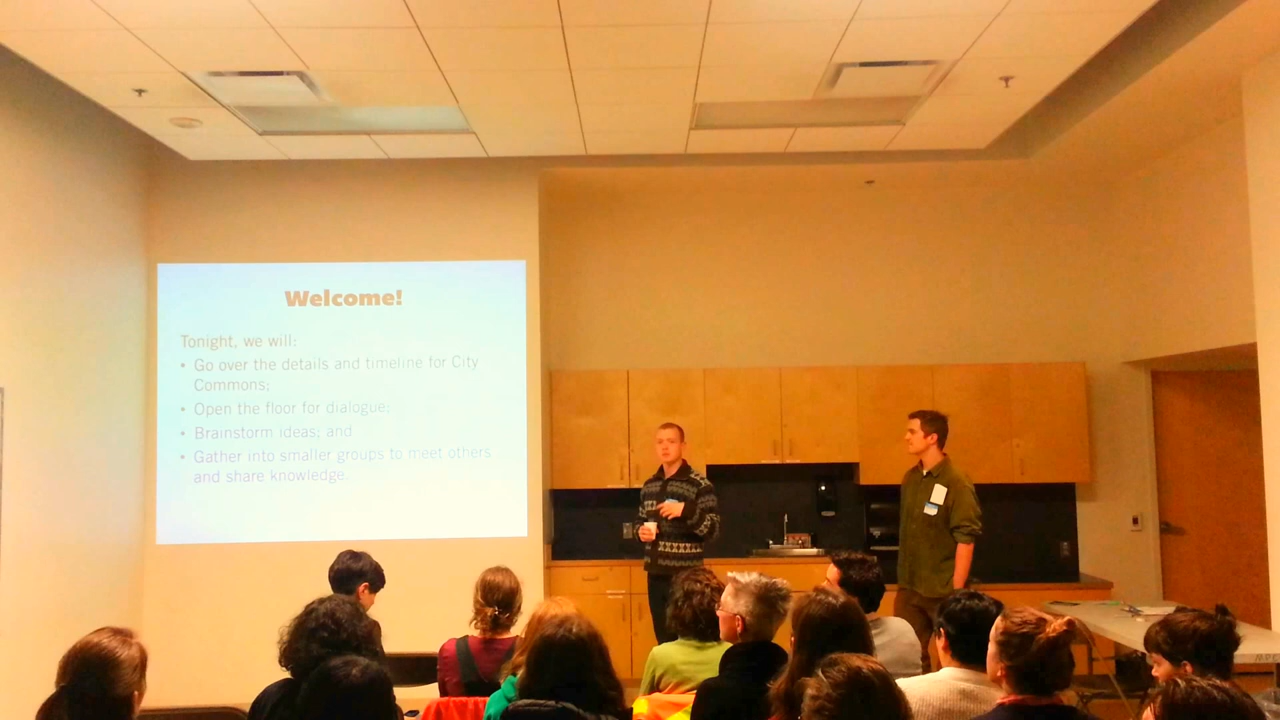 Welcome!
Tonight, we will:
• Go over the details and timeline for City
Commons;
• Open the floor for dialogue;
• Brainstorm ideas; and
• Gather into smaller groups to meet others
and share knowledge.